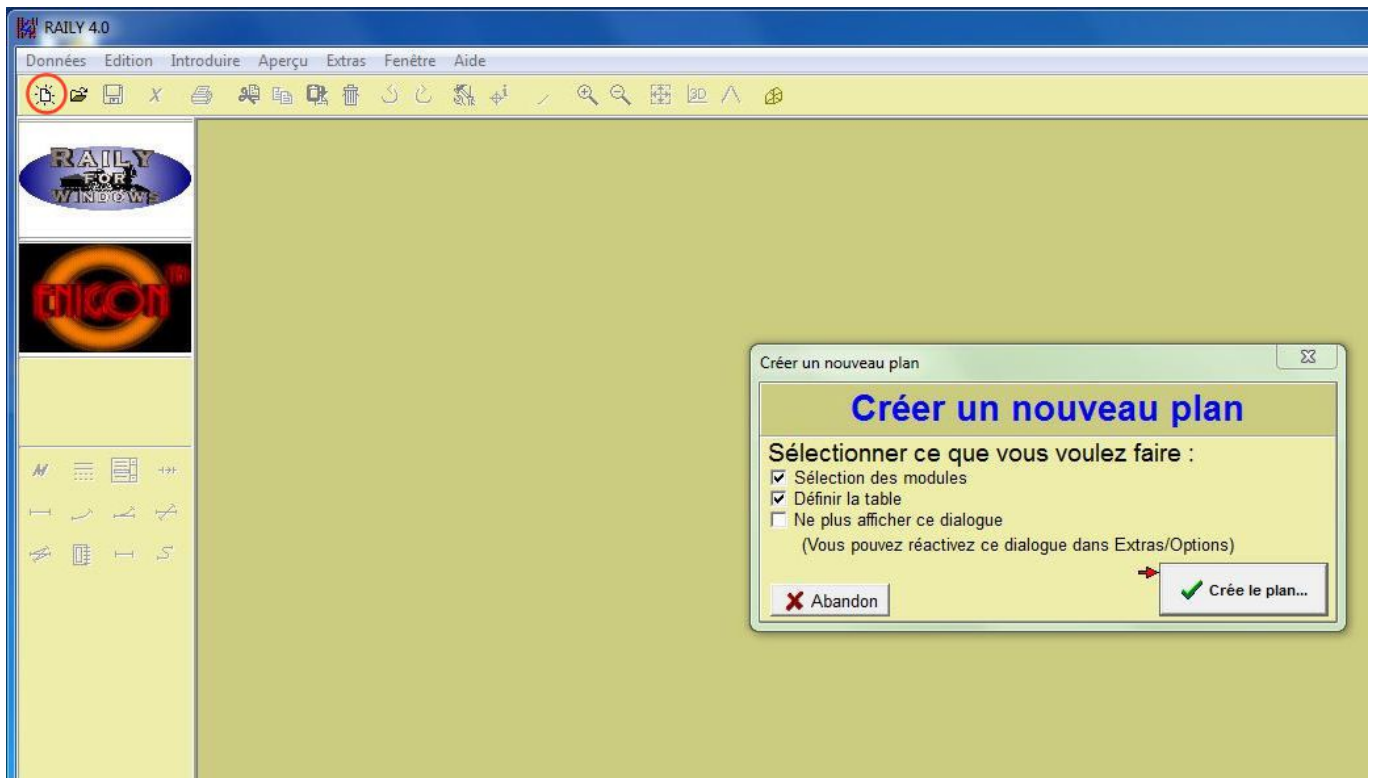 RAILY 4.0
Données Edition Introduire Aperçu Extras Fenêtre Aide
X i 3D
RAILY
FOR
WINDOWS
ENIGON
Créer un nouveau plan
Créer un nouveau plan
Sélectionner ce que vous voulez faire :
Sélection des modules
Définir la table
Ne plus afficher ce dialogue
(Vous pouvez réactivez ce dialogue dans Extras/Options)
Abandon
Crée le plan...